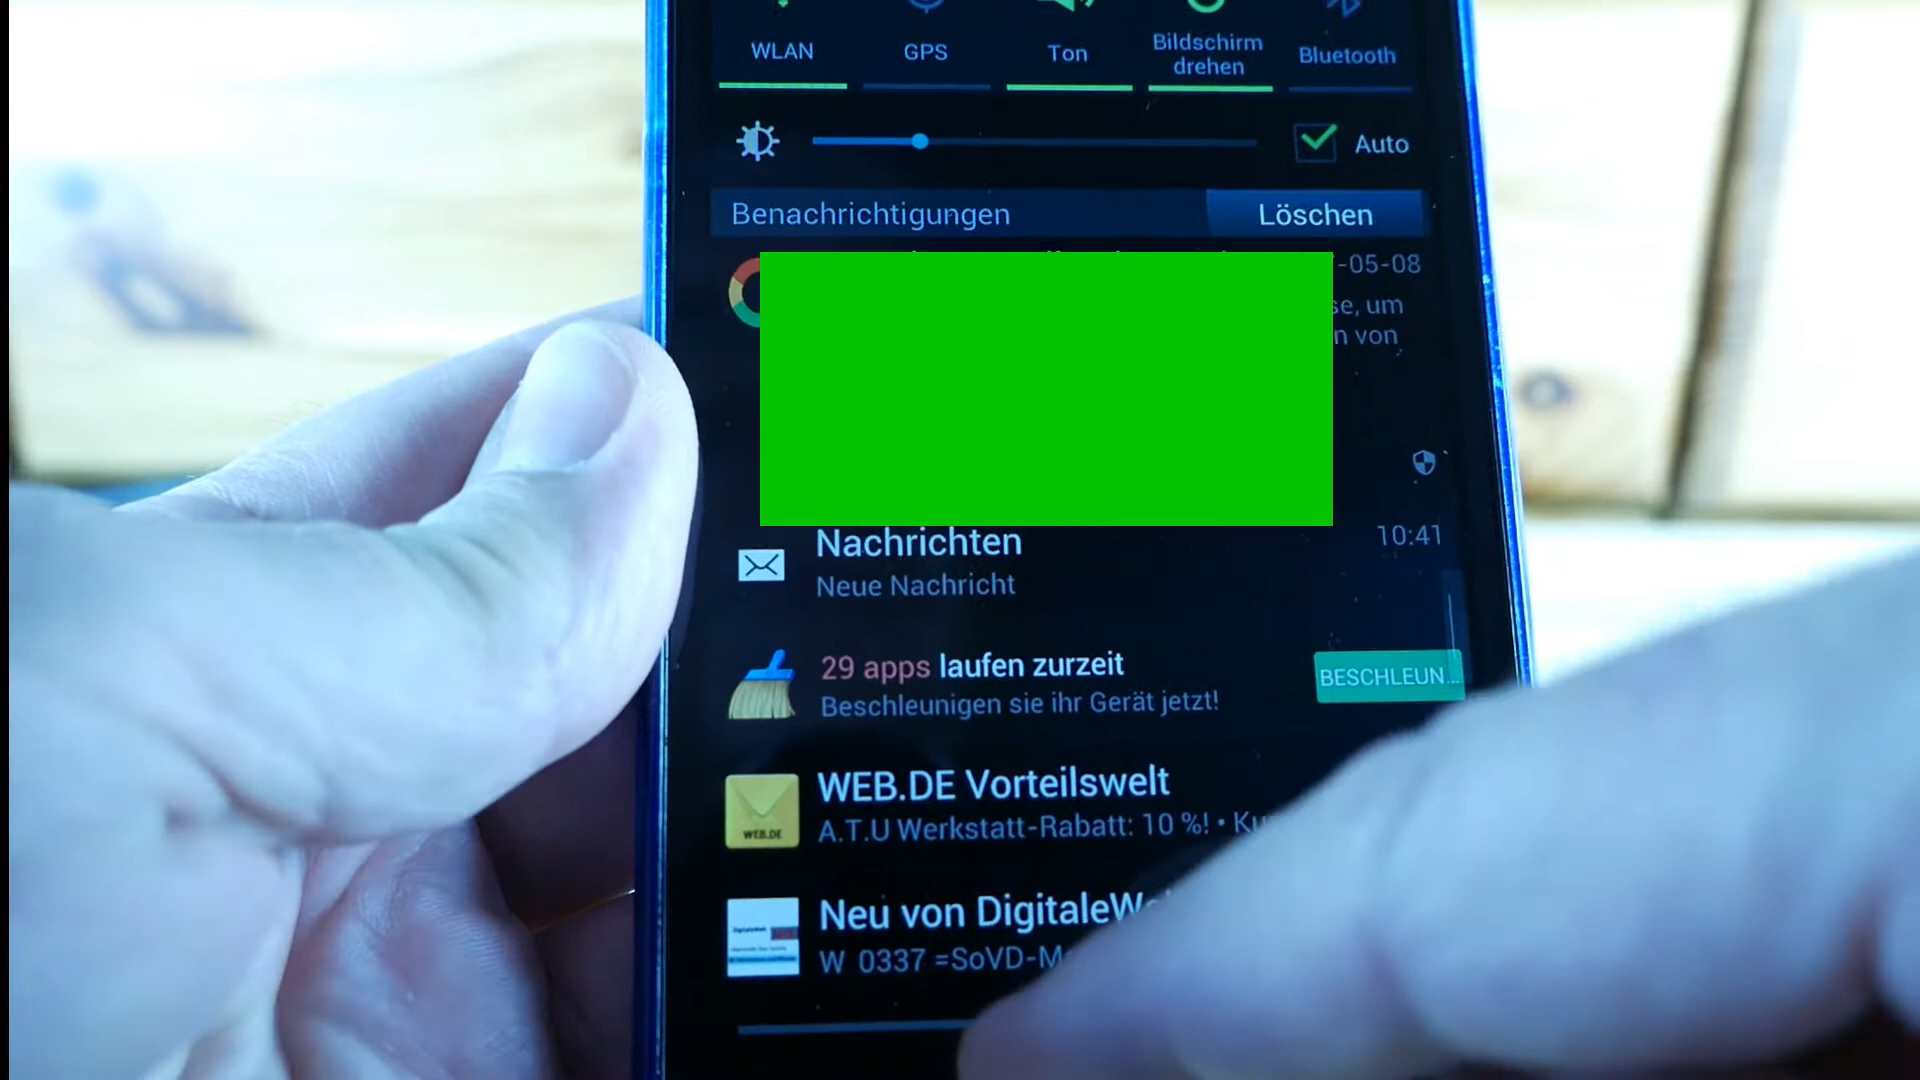 WLAN
GPS
Ton
Bildschirm
drehen
Bluetooth
Auto
Benachrichtigungen
Löschen
-05-08
um
von
Nachrichten
10:41
Neue Nachricht
29 apps laufen zurzeit
BESCHLEUN...
Beschleunigen sie ihr Gerät jetzt!
WEB.DE Vorteilswelt
WEB.DE
A.T.U Werkstatt-Rabatt: 10 %! •
Neu von
W 0337